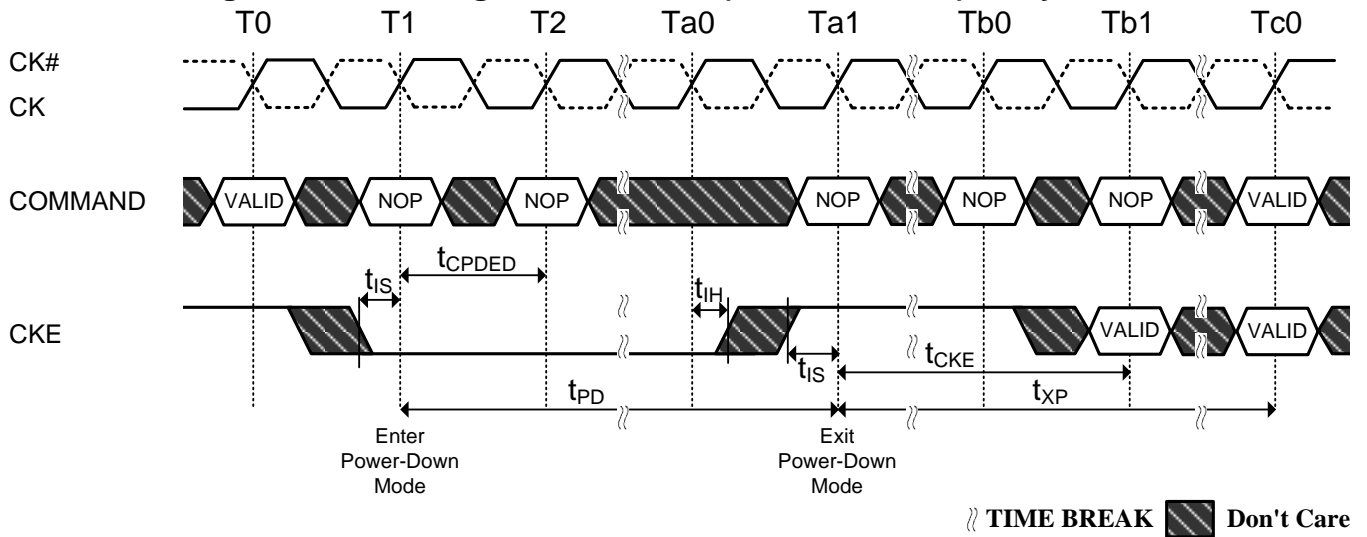 T0 T1 T2 Ta0 Ta1 Tb0 Tb1 Tc0
CK#
CK
COMMAND VALID NOP NOP NOP NOP NOP VALID
tCPDED
tIS tIH
CKE VALID VALID
tIS tCKE
tPD tXP
Enter
Power-Down
Mode
Exit
Power-Down
Mode
TIME BREAK Don't Care